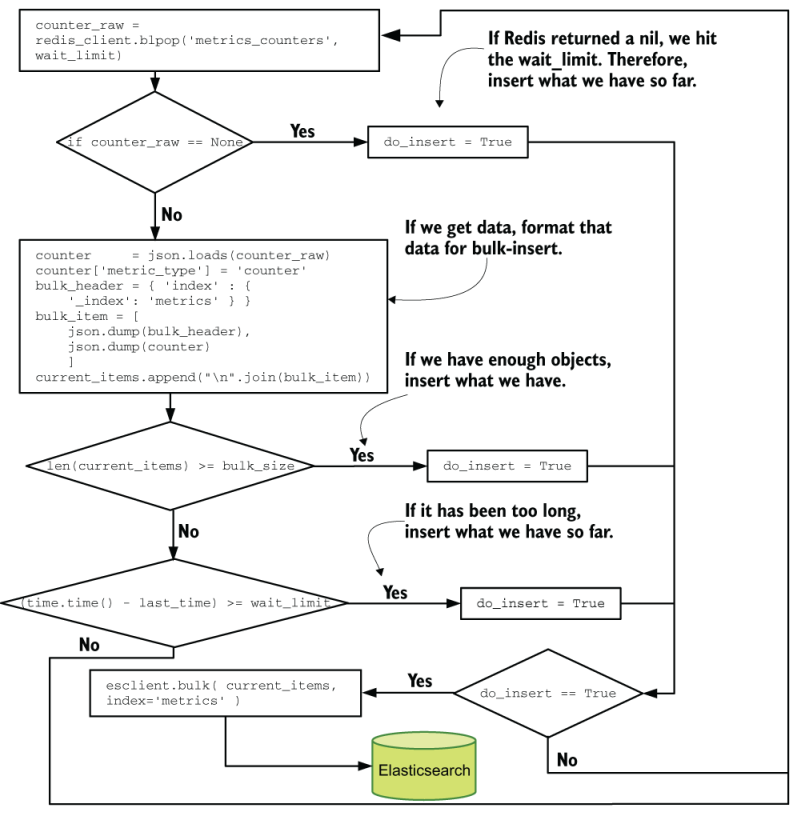 counter_raw =
redis_client.blpop('metrics_counters',
wait_limit)
If Redis returned a nil, we hit
the wait_limit. Therefore,
insert what we have so far.
if counter_raw == None
Yes
do_insert = True
No
If we get data, format that
data for bulk-insert.
counter     = json.loads(counter_raw)
counter['metric_type'] = 'counter'
bulk_header = { 'index' : {
    '_index': 'metrics' } }
bulk_item = [
    json.dump(bulk_header),
    json.dump(counter)
    ]
current_items.append("\n".join(bulk_item))
If we have enough objects,
insert what we have.
len(current_items) >= bulk_size
Yes
do_insert = True
No
If it has been too long,
insert what we have so far.
(time.time() - last_time) >= wait_limit
Yes
do_insert = True
No
esclient.bulk( current_items,
index='metrics' )
Yes
do_insert == True
No
Elasticsearch